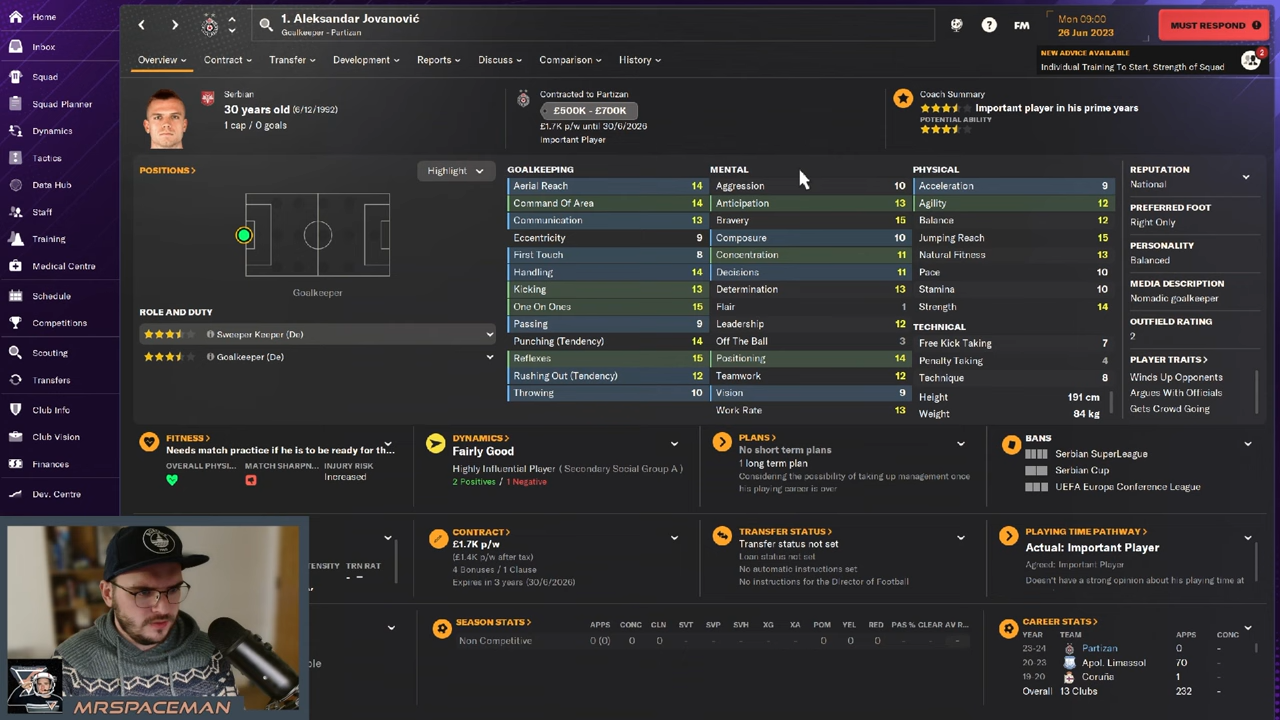 Home
Inbox
Squad
Squad Planner
Dynamics
Tactics
Data Hub
Staff
Training
Medical Centre
Schedule
Competitions
Scouting
Transfers
Club Info
Club Vision
Finances
Dev. Centre
1. Aleksandar Jovanović
Goalkeeper - Partizan
FM
Mon 09:00
26 Jun 2023
MUST RESPOND
Overview
Contract
Transfer
Development
Reports
Discuss
Comparison
History
NEW ADVICE AVAILABLE
Individual Training To Start, Strength of Squad
2
Serbian
30 years old (6/12/1992)
1 cap / 0 goals
Contracted to Partizan
£500K - £700K
£1.7K p/w until 30/6/2026
Important Player
Coach Summary
Important player in his prime years
POTENTIAL ABILITY
POSITIONS
Highlight
Goalkeeper
ROLE AND DUTY
Sweeper Keeper (De)
Goalkeeper (De)
GOALKEEPING
Aerial Reach 14
Command Of Area 14
Communication 13
Eccentricity 9
First Touch 8
Handling 14
Kicking 13
One On Ones 15
Passing 9
Punching (Tendency) 14
Reflexes 15
Rushing Out (Tendency) 12
Throwing 10
MENTAL
Aggression 10
Anticipation 13
Bravery 15
Composure 10
Concentration 11
Decisions 11
Determination 13
Flair 1
Leadership 12
Off The Ball 3
Positioning 14
Teamwork 12
Vision 9
Work Rate 13
PHYSICAL
Acceleration 9
Agility 12
Balance 12
Jumping Reach 15
Natural Fitness 13
Pace 10
Stamina 10
Strength 14
TECHNICAL
Free Kick Taking 7
Penalty Taking 4
Technique 8
Height 191 cm
Weight 84 kg
REPUTATION
National
PREFERRED FOOT
Right Only
PERSONALITY
Balanced
MEDIA DESCRIPTION
Nomadic goalkeeper
OUTFIELD RATING
2
PLAYER TRAITS
Winds Up Opponents
Argues With Officials
Gets Crowd Going
FITNESS
Needs match practice if he is to be ready for th...
OVERALL PHYSI... MATCH SHARPN... INJURY RISK
Increased
DYNAMICS
Fairly Good
Highly Influential Player ( Secondary Social Group A )
2 Positives / 1 Negative
PLANS
No short term plans
1 long term plan
Considering the possibility of taking up management once
his playing career is over
BANS
Serbian SuperLeague
Serbian Cup
UEFA Europa Conference League
TENSITY TRN RAT
CONTRACT
£1.7K p/w
(£1.4K p/w after tax)
4 Bonuses / 1 Clause
Expires in 3 years (30/6/2026)
TRANSFER STATUS
Transfer status not set
Loan status not set
No automatic instructions set
No instructions for the Director of Football
PLAYING TIME PATHWAY
Actual: Important Player
Agreed: Important Player
Doesn't have a strong opinion about his playing time at
SEASON STATS
APPS CONC CLN SVT SVP SVH XG XA POM YEL RED PAS % CLEAR AV R...
Non Competitive 0 (0) 0 0 - - - - - 0 0 0 - - -
CAREER STATS
YEAR TEAM APPS CONC
23-24 Partizan 0 -
20-23 Apol. Limassol 70 -
19-20 Coruña 1 -
Overall 13 Clubs 232 -
MRSPACEMAN